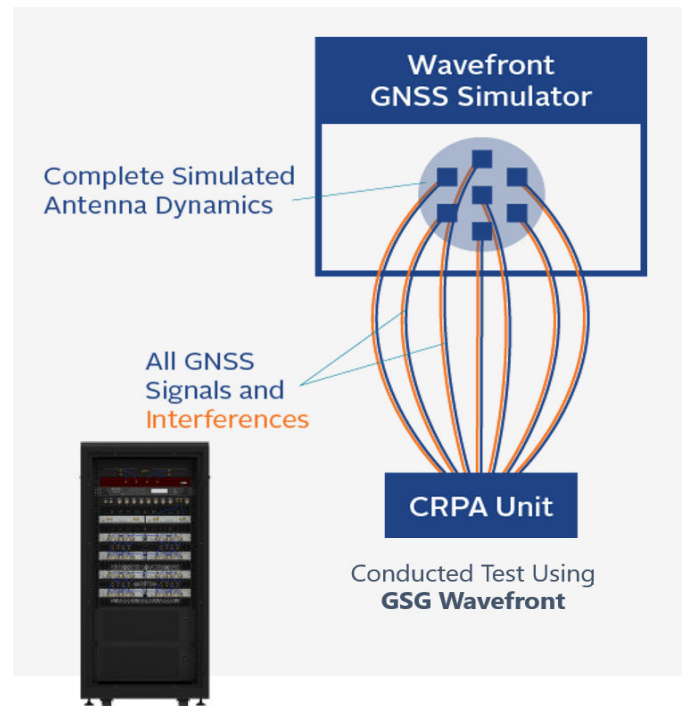 Wavefront
GNSS Simulator
Complete Simulated
Antenna Dynamics
All GNSS
Signals and
Interferences
CRPA Unit
Conducted Test Using
GSG Wavefront